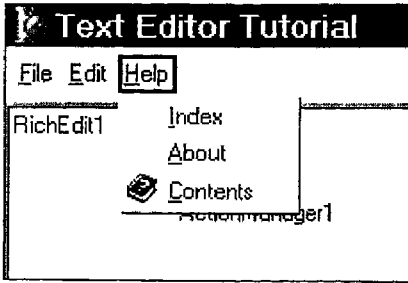 Text Editor Tutorial
File Edit Help
RichEdit1
Index
About
Contents
ActionManager1